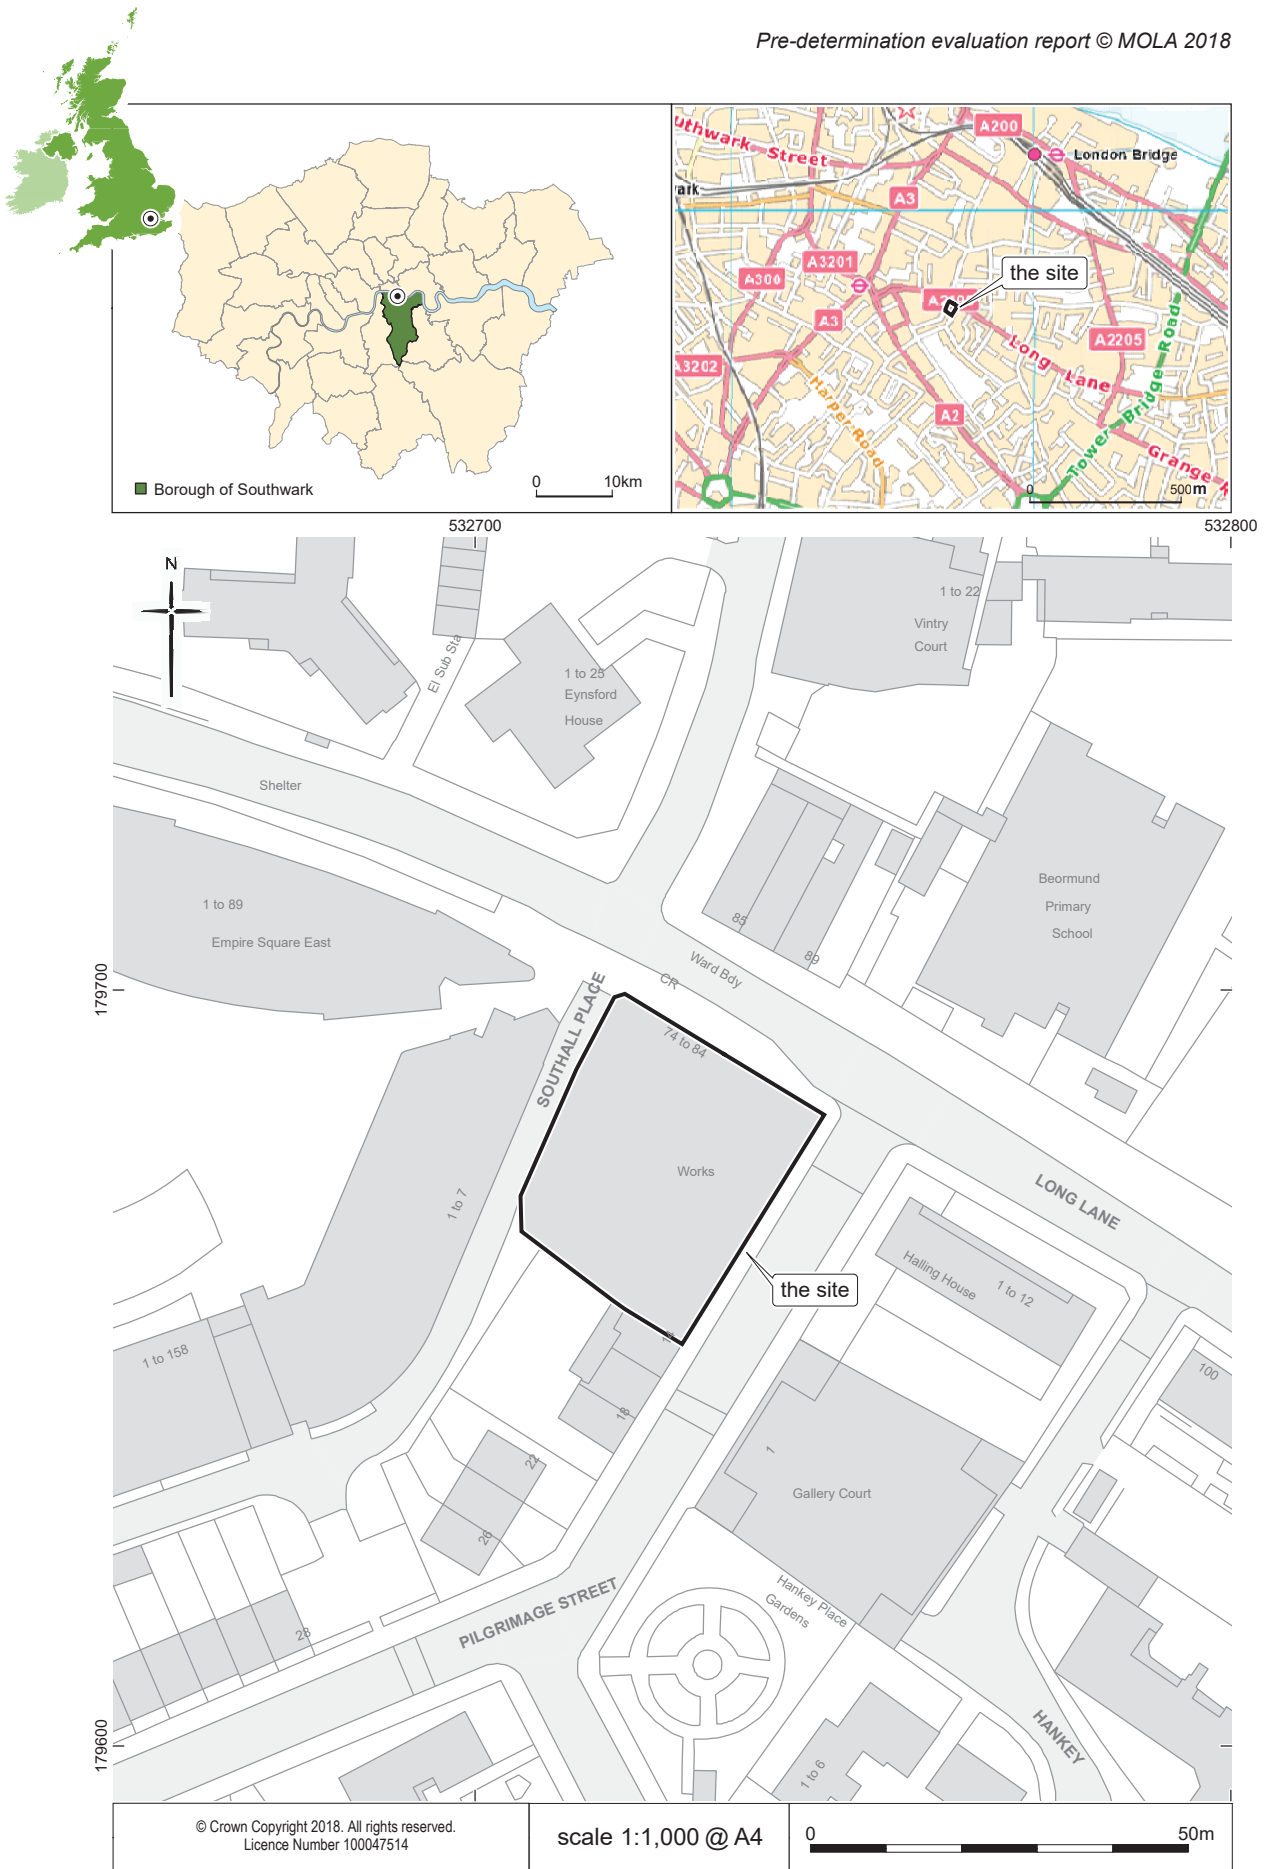 Pre-determination evaluation report © MOLA 2018
Borough of Southwark
0 10km
uthwark Street
A200
London Bridge
ark
A3
A3201
A300
the site
A3
Long Lane
A2205
A3202
Harper Road
A2
Tower Bridge Road
Grange R
0 500m
532700
532800
N
1 to 22
Vintry
Court
El Sub Sta
1 to 25
Eynsford
House
Shelter
1 to 89
Empire Square East
85
89
Beormund
Primary
School
Ward Bdy
CR
179700
SOUTHALL PLACE
74 to 84
Works
1 to 7
LONG LANE
Halling House
1 to 12
the site
1 to 158
100
18
22
26
1
Gallery Court
Hankey Place
Gardens
PILGRIMAGE STREET
28
HANKEY
1 to 6
179600
© Crown Copyright 2018. All rights reserved.
Licence Number 100047514
scale 1:1,000 @ A4
0 50m